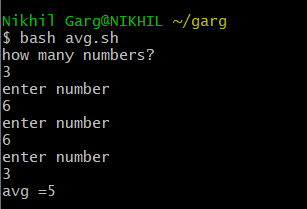 Nikhil Garg@NIKHIL ~/garg
$ bash avg.sh
how many numbers?
3
enter number
6
enter number
6
enter number
3
avg =5